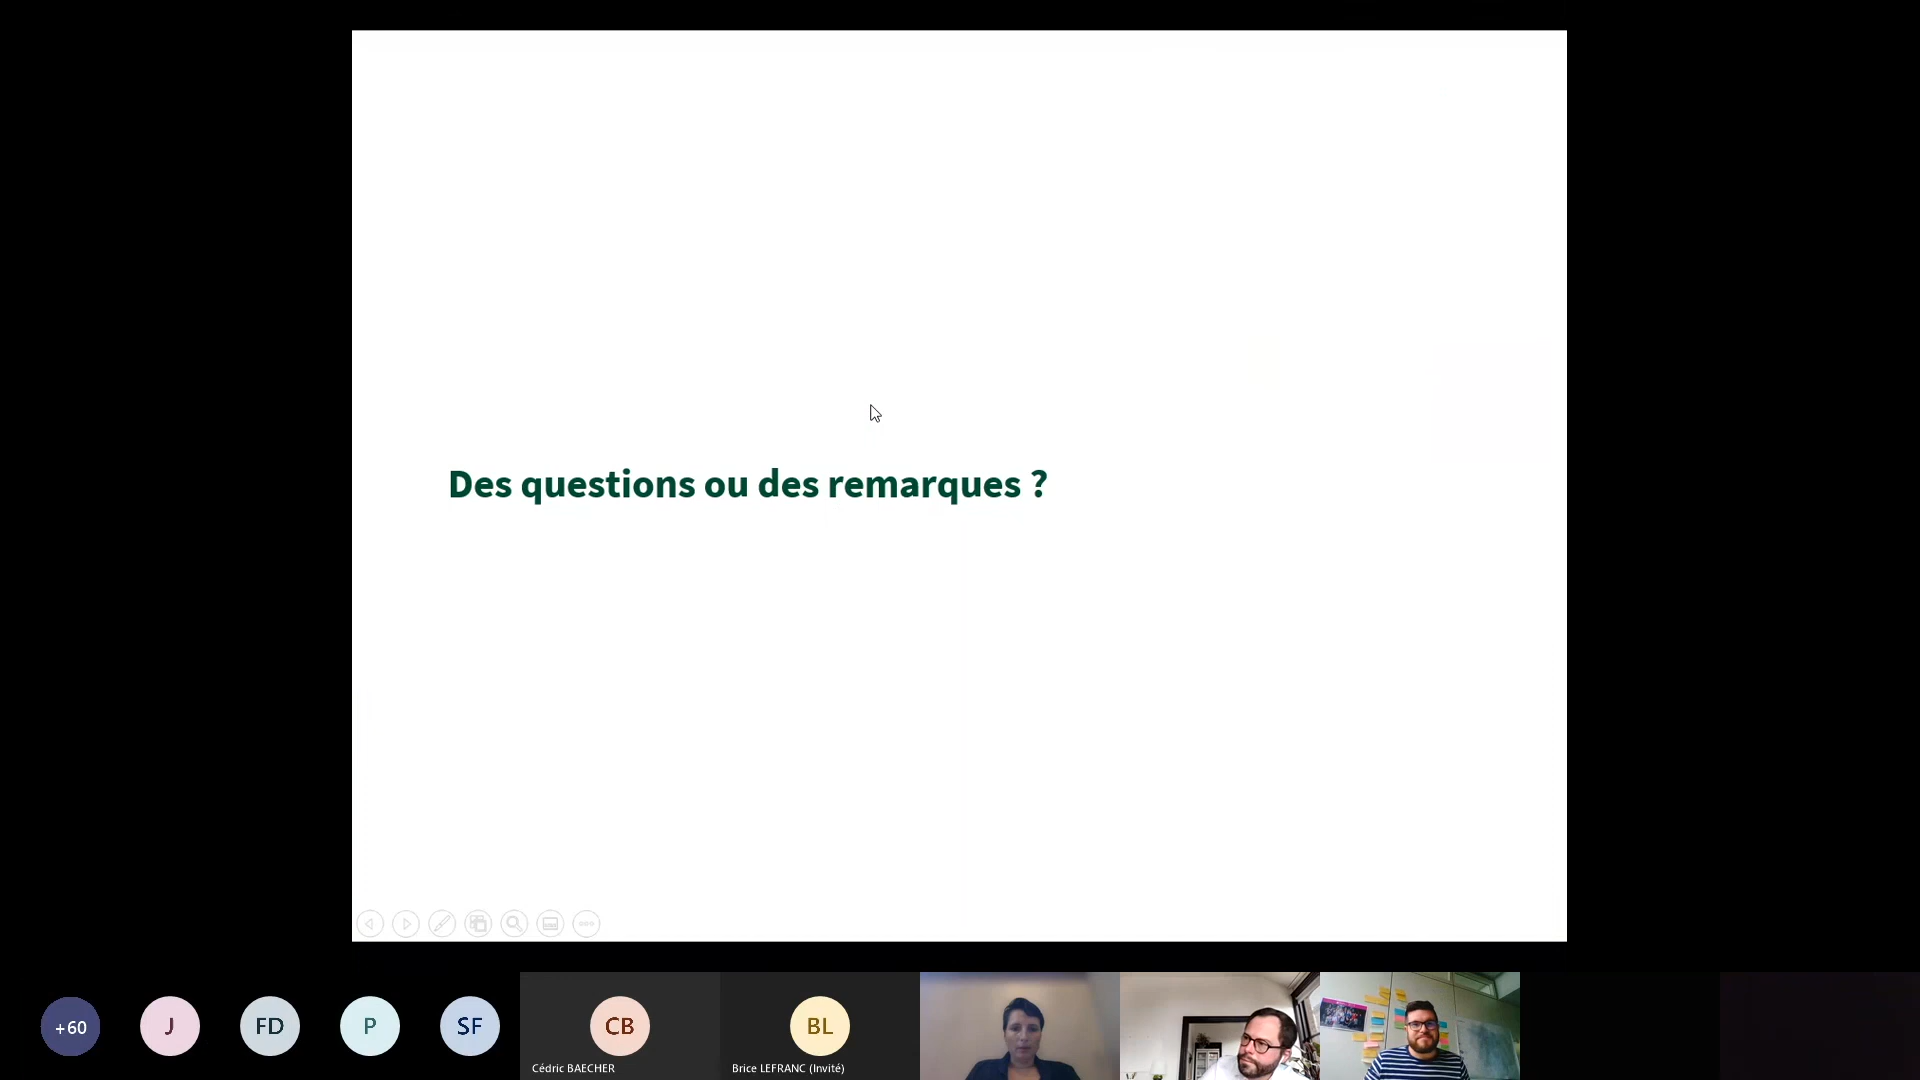 Des questions ou des remarques ?
+60
J
FD
P
SF
CB
BL
Cédric BAECHER
Brice LEFRANC (Invité)